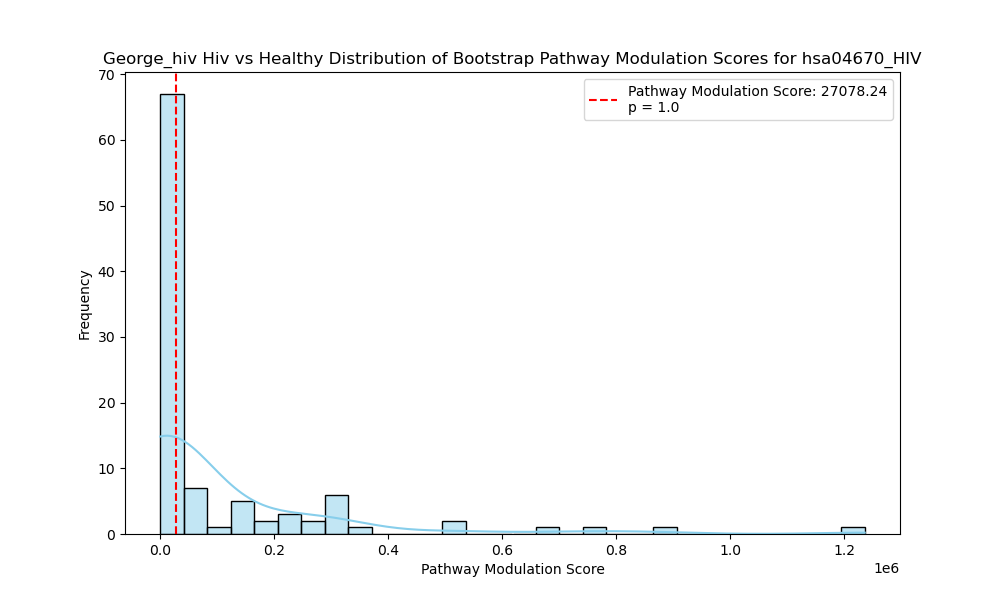 George_hiv Hiv vs Healthy Distribution of Bootstrap Pathway Modulation Scores for hsa04670_HIV
Pathway Modulation Score: 27078.24
p = 1.0
Frequency
70
60
50
40
30
20
10
0
0.0 0.2 0.4 0.6 0.8 1.0 1.2
1e6
Pathway Modulation Score